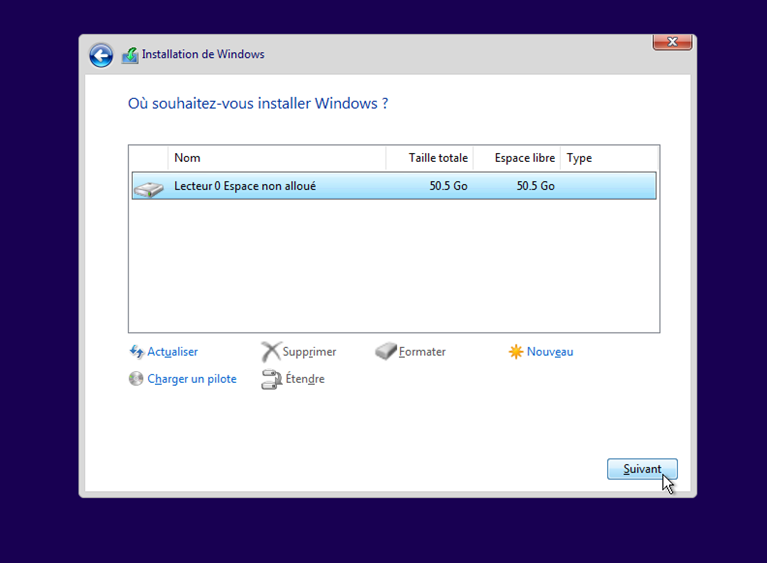 Installation de Windows
Où souhaitez-vous installer Windows ?
Nom Taille totale Espace libre Type
Lecteur 0 Espace non alloué 50.5 Go 50.5 Go
Actualiser Supprimer Formater Nouveau
Charger un pilote Étendre
Suivant